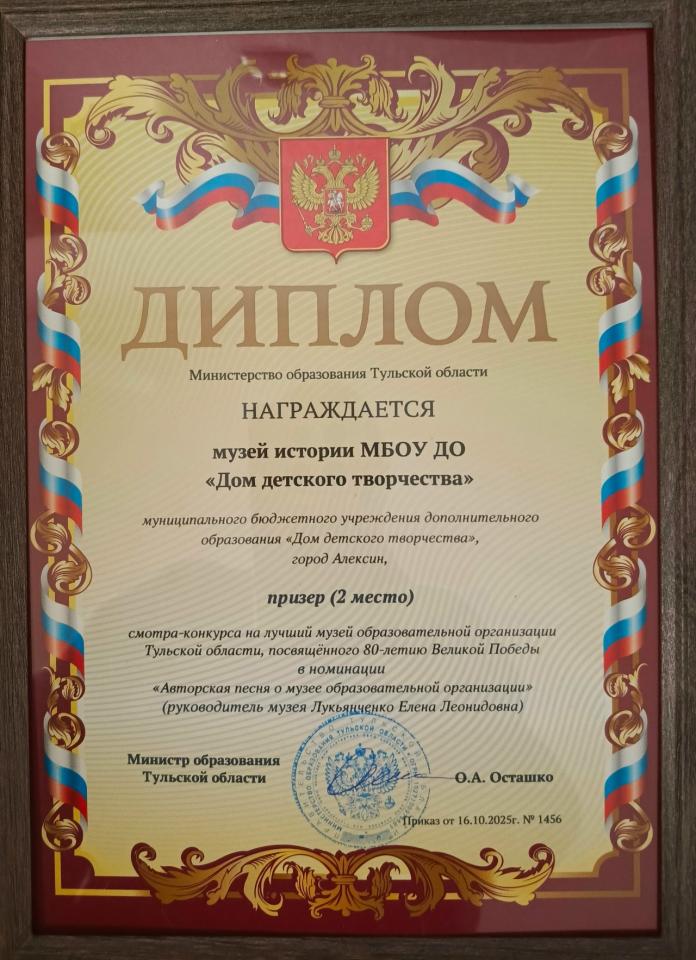 ДИПЛОМ
Министерство образования Тульской области
НАГРАЖДАЕТСЯ
музей истории МБОУ ДО
«Дом детского творчества»
муниципального бюджетного учреждения дополнительного
образования «Дом детского творчества»,
город Алексин,
призер (2 место)
смотра-конкурса на лучший музей образовательной организации
Тульской области, посвящённого 80-летию Великой Победы
в номинации
«Авторская песня о музее образовательной организации»
(руководитель музея Лукьянченко Елена Леонидовна)
Министр образования
Тульской области
О.А. Осташко
Приказ от 16.10.2025г. № 1456